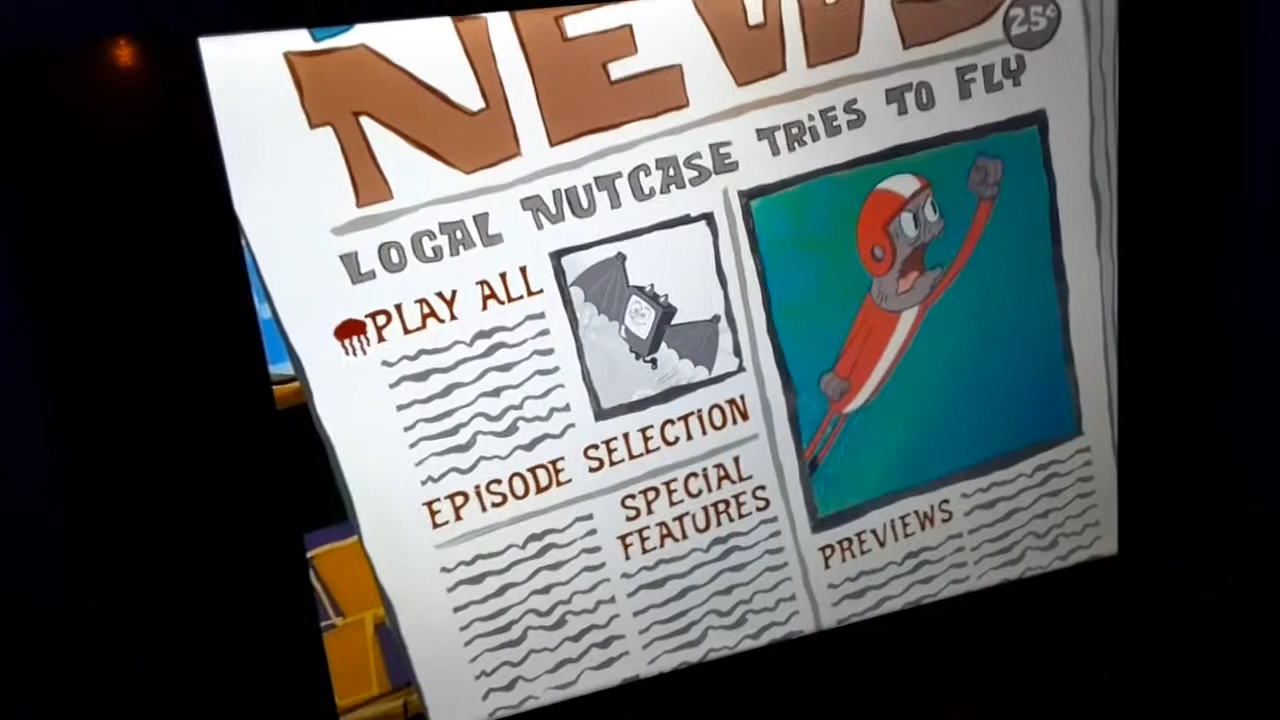 NEWS
25¢
LOCAL NUTCASE TRiES TO FLY
PLAY ALL
EPiSODE SELECTiON
SPECiAL
FEATURES
PREViEWS